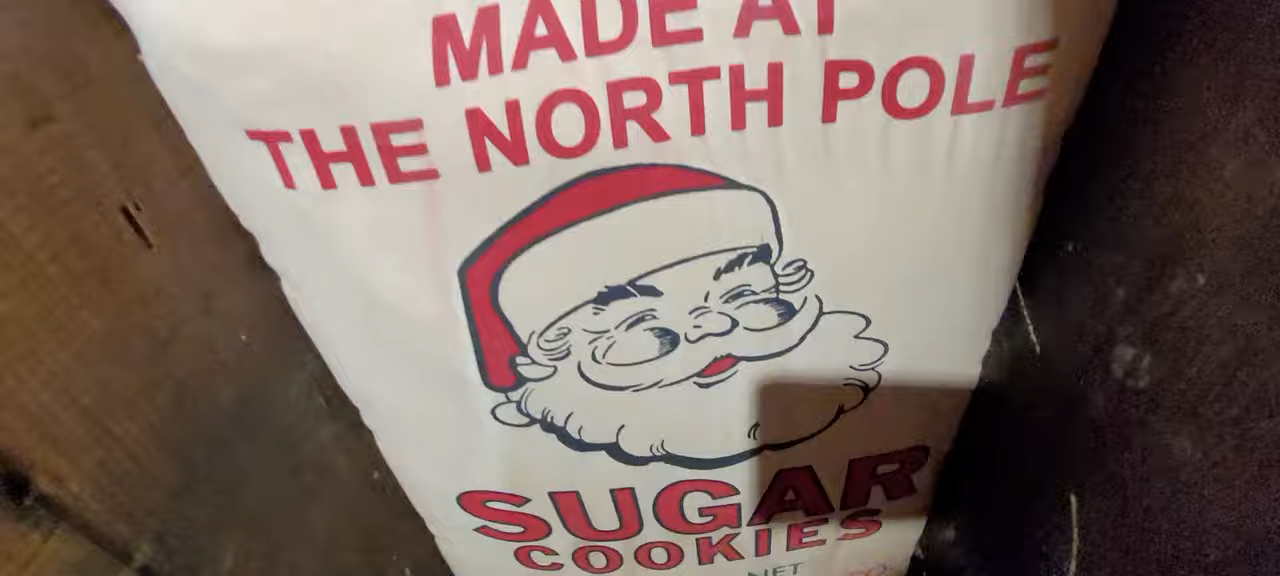 MADE AT
THE NORTH POLE
SUGAR
COOKIES
NET